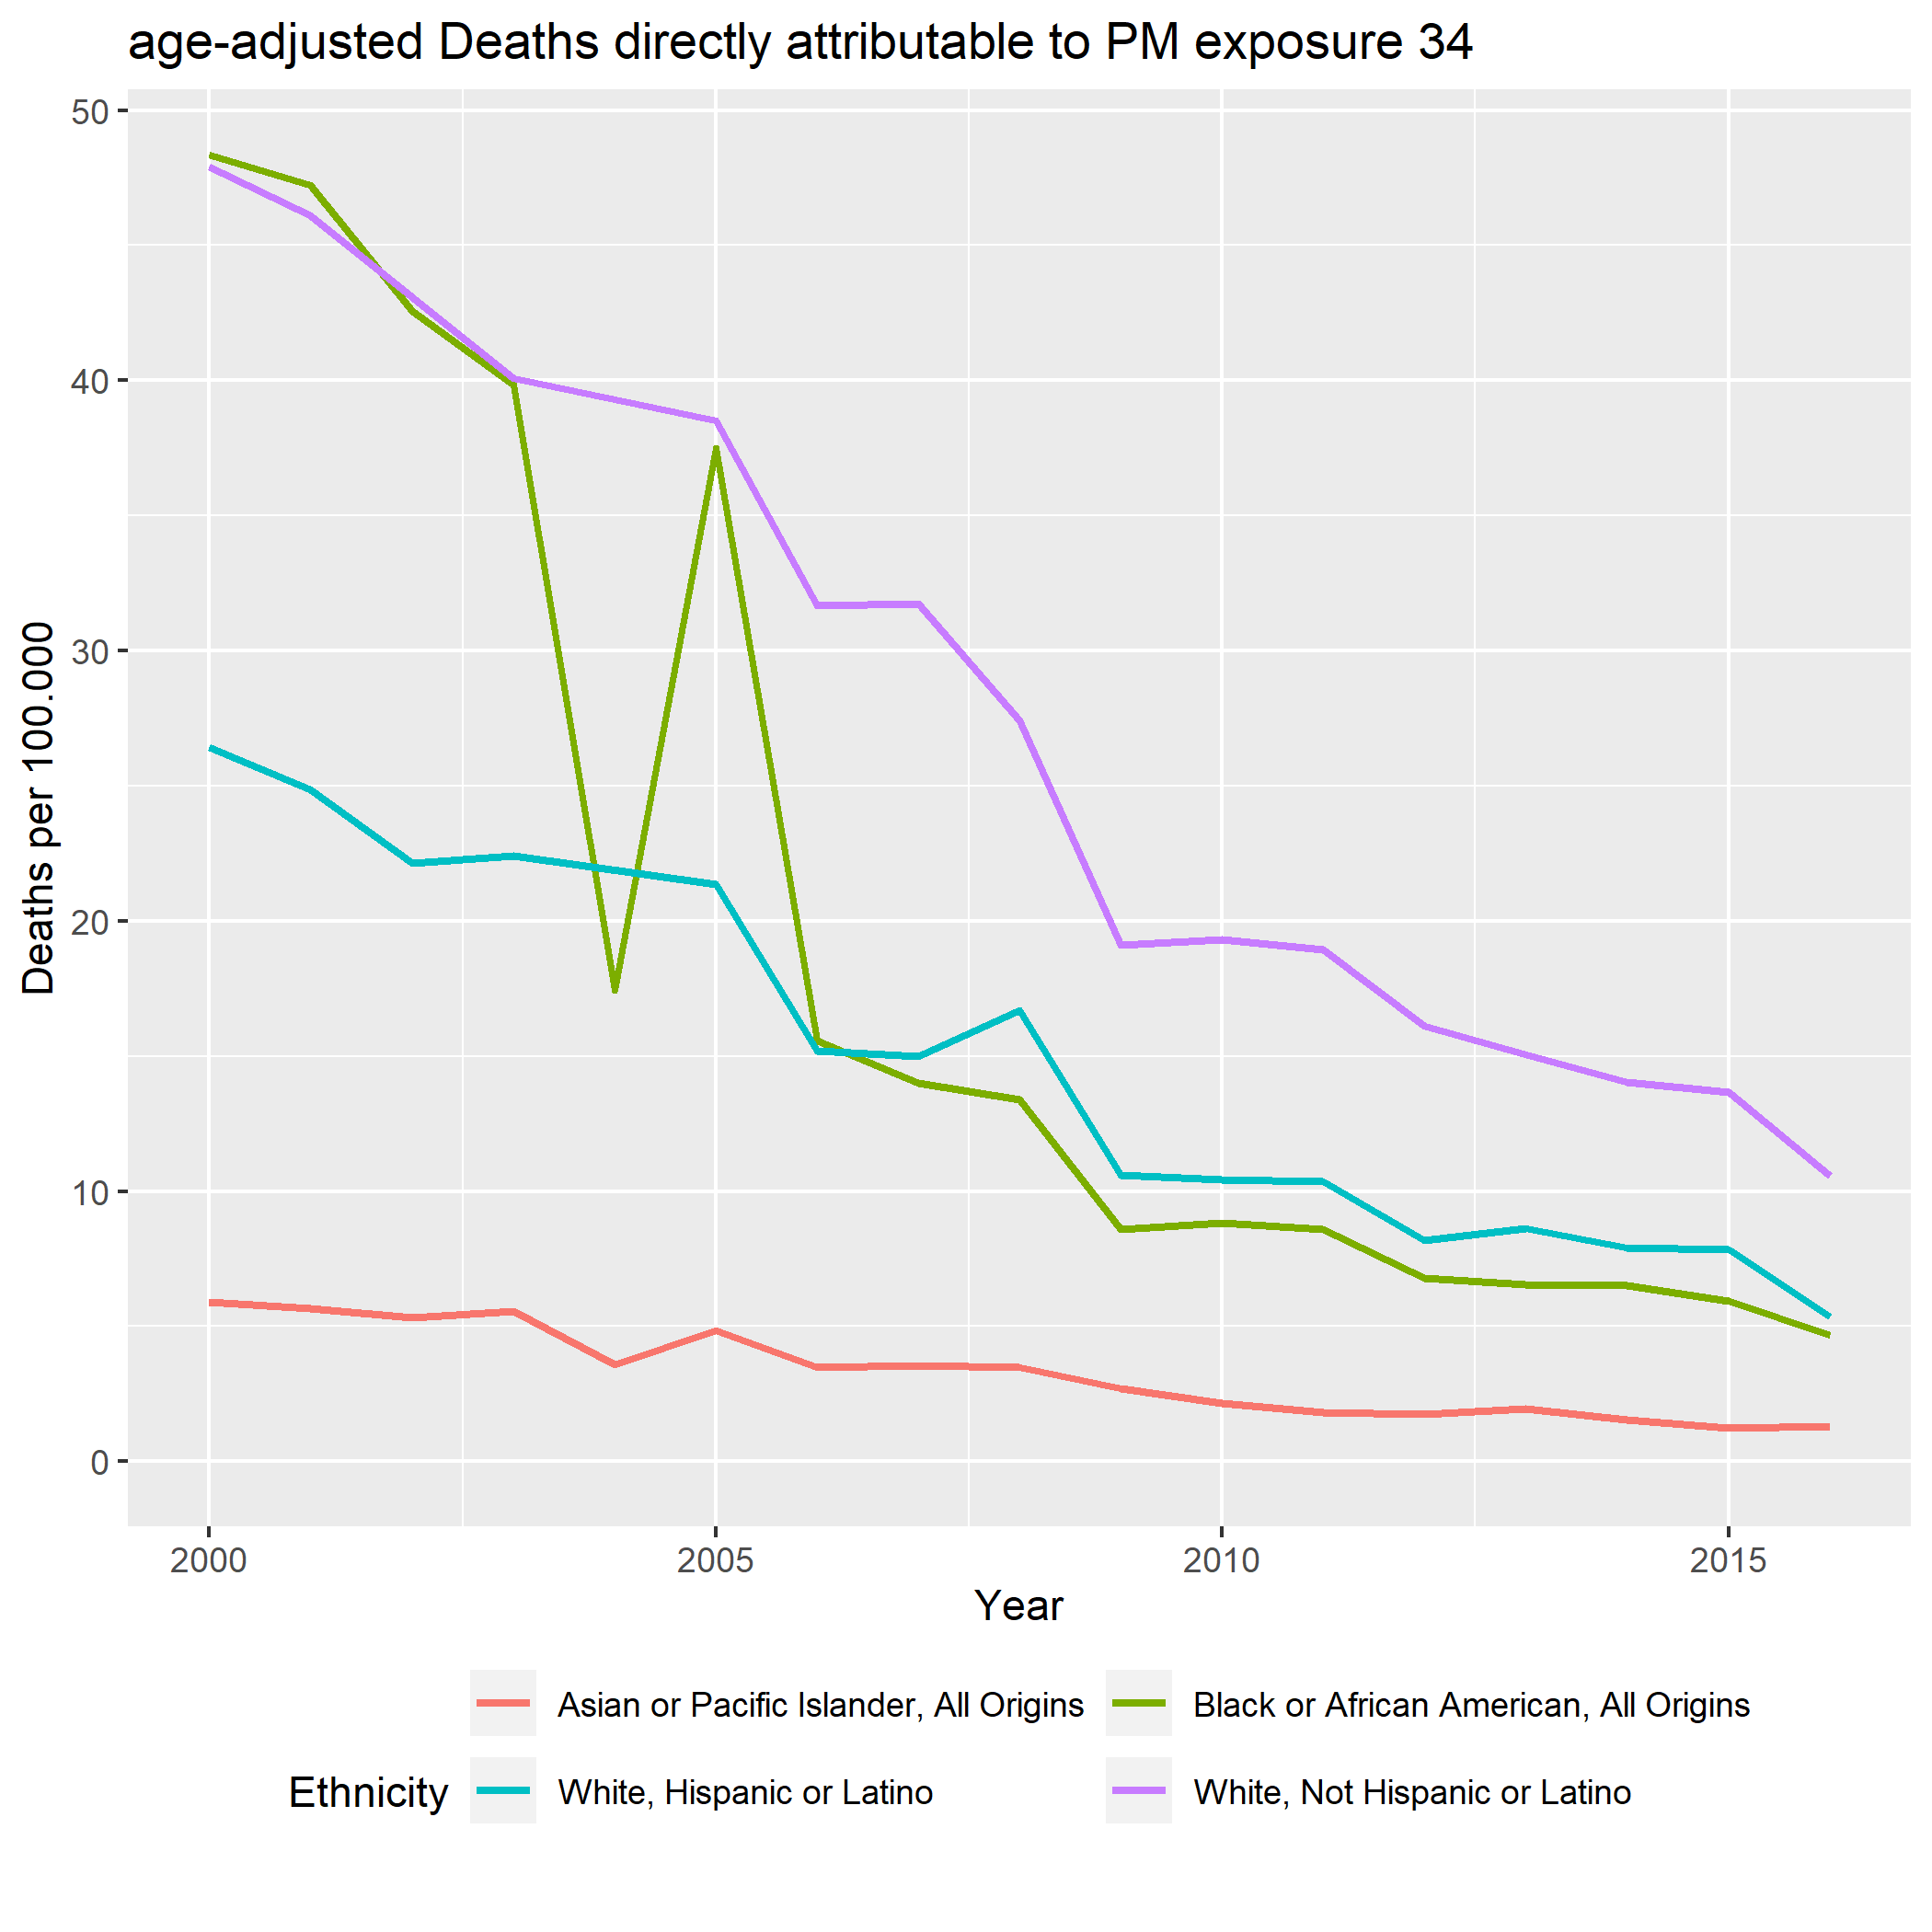 age-adjusted Deaths directly attributable to PM exposure 34
Deaths per 100.000
50
40
30
20
10
0
2000 2005 2010 2015
Year
Ethnicity
Asian or Pacific Islander, All Origins
Black or African American, All Origins
White, Hispanic or Latino
White, Not Hispanic or Latino